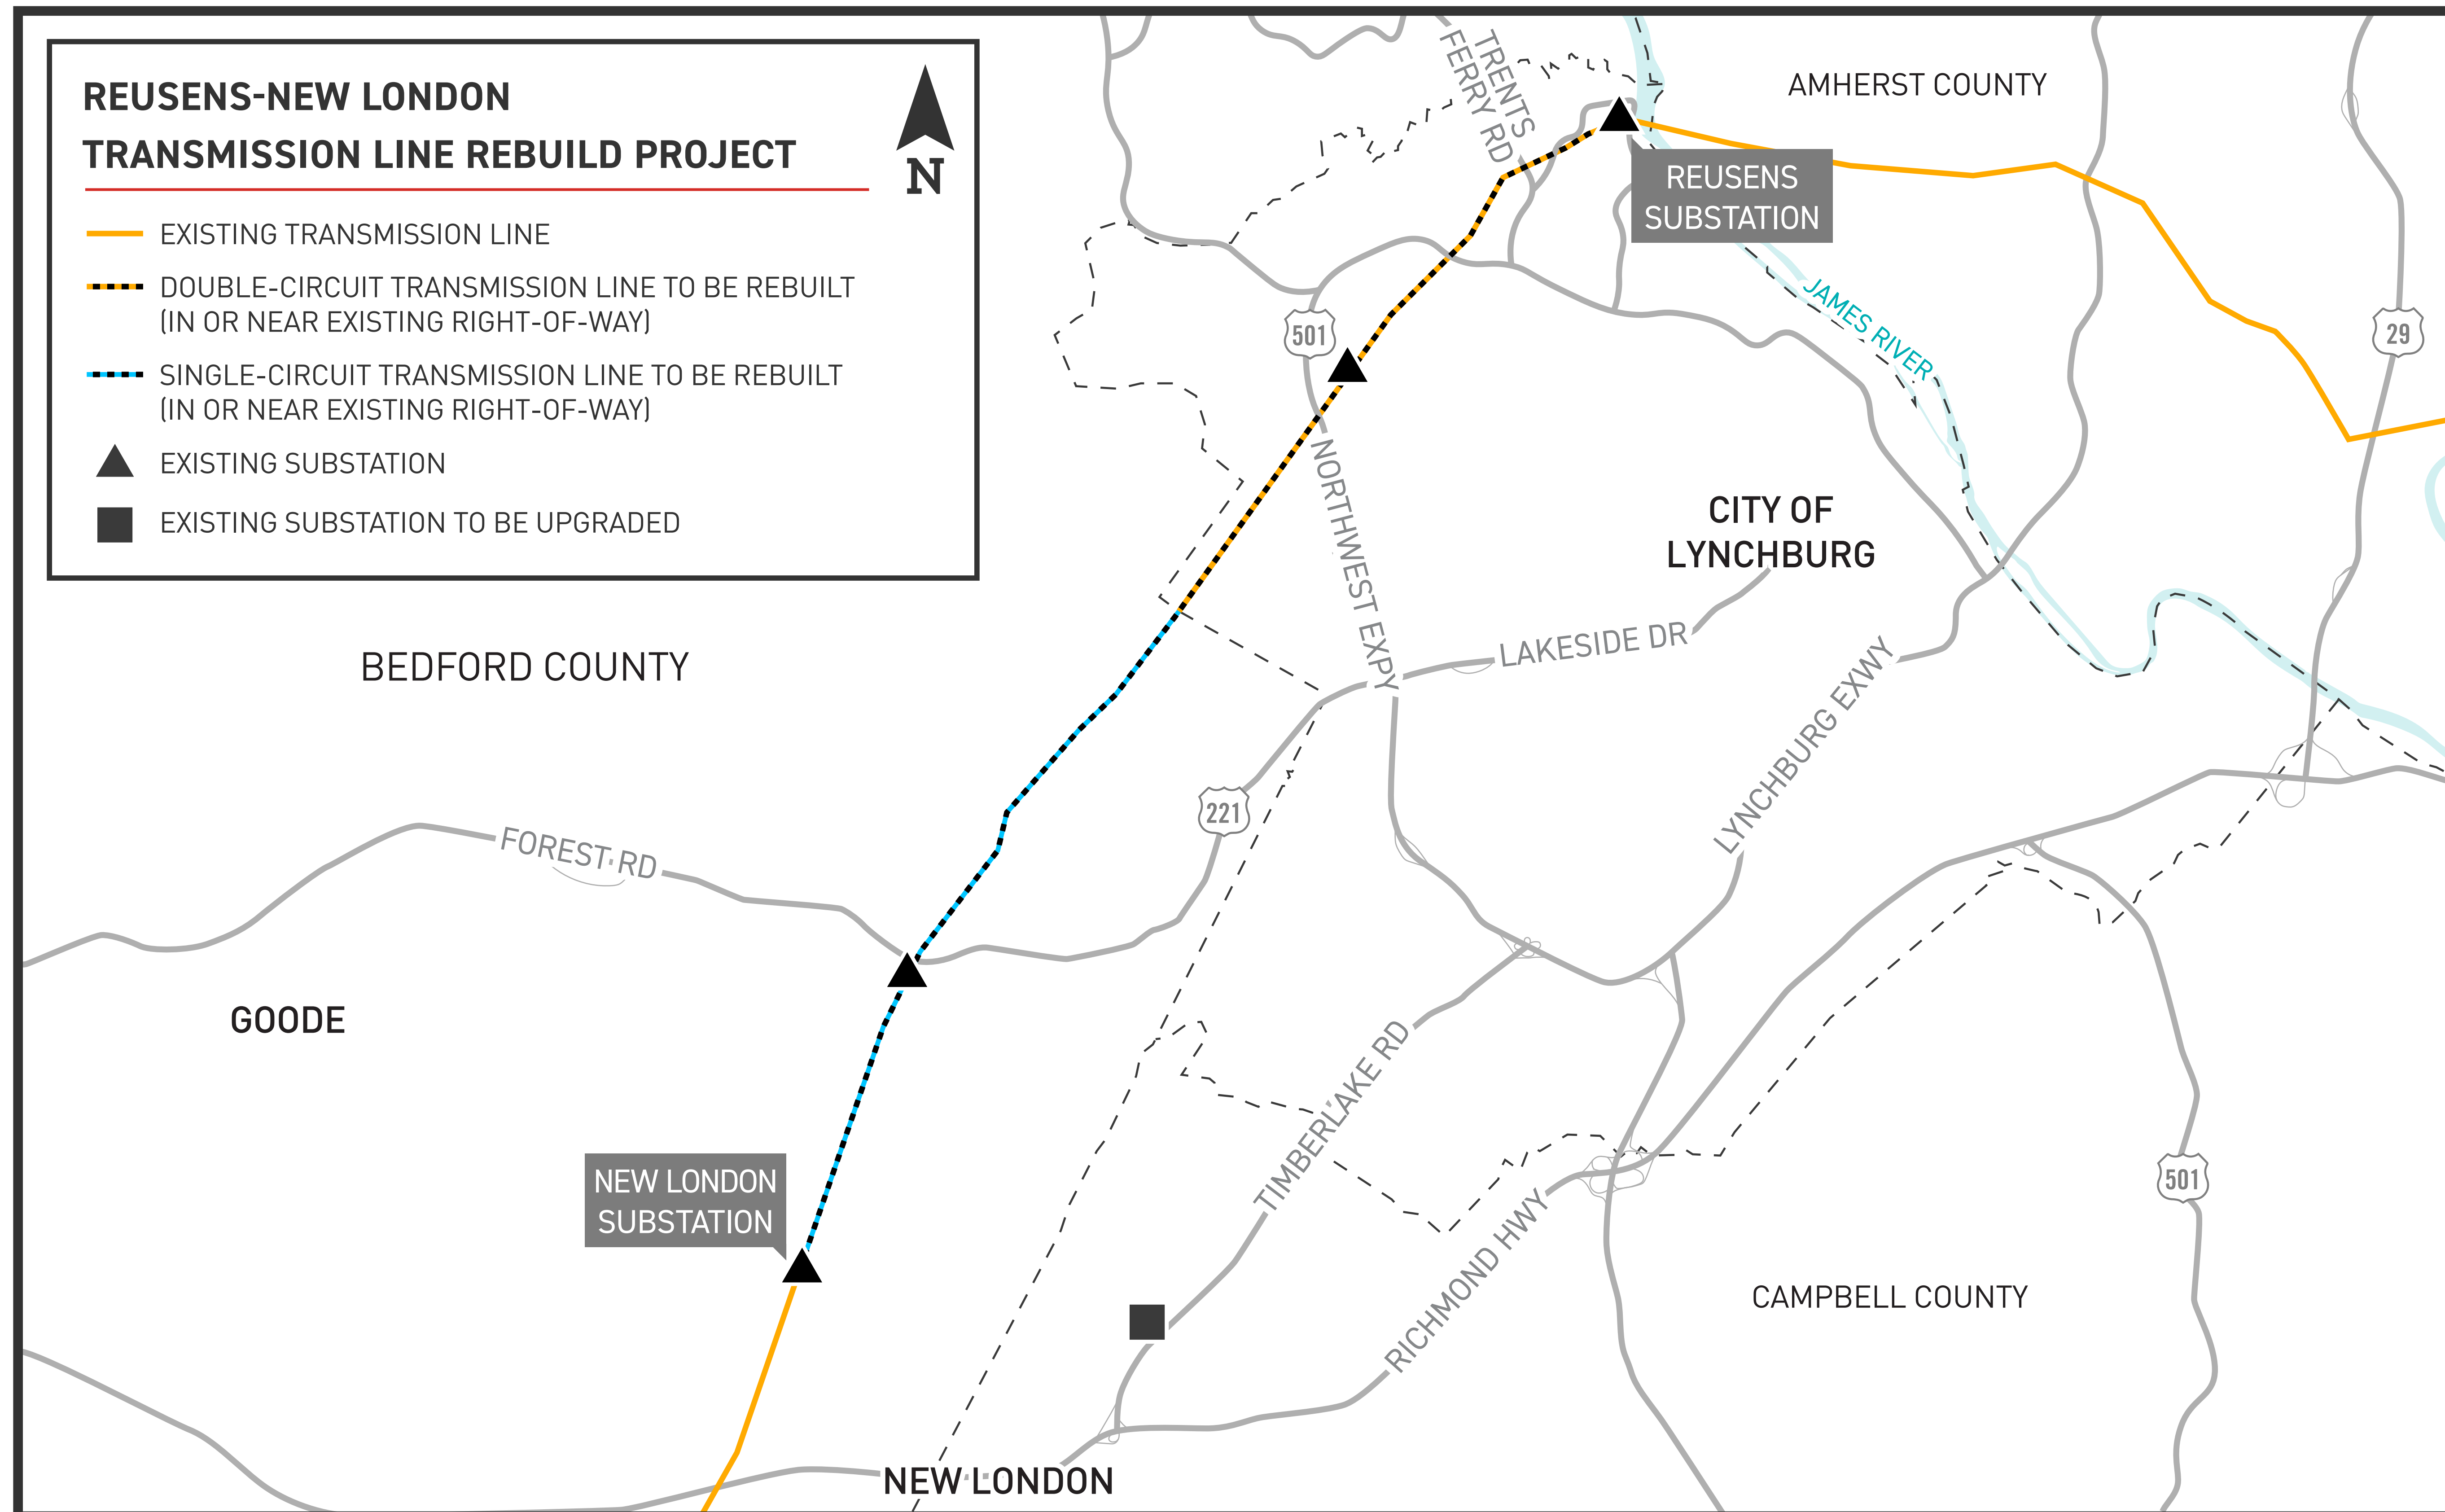 REUSENS-NEW LONDON
TRANSMISSION LINE REBUILD PROJECT
N
EXISTING TRANSMISSION LINE
DOUBLE-CIRCUIT TRANSMISSION LINE TO BE REBUILT
(IN OR NEAR EXISTING RIGHT-OF-WAY)
SINGLE-CIRCUIT TRANSMISSION LINE TO BE REBUILT
(IN OR NEAR EXISTING RIGHT-OF-WAY)
EXISTING SUBSTATION
EXISTING SUBSTATION TO BE UPGRADED
TRENTS
FERRY RD
AMHERST COUNTY
REUSENS
SUBSTATION
JAMES RIVER
501
29
NORTHWEST EXPY
CITY OF
LYNCHBURG
LAKESIDE DR
BEDFORD COUNTY
LYNCHBURG EXWY
221
FOREST RD
GOODE
TIMBERLAKE RD
NEW LONDON
SUBSTATION
501
RICHMOND HWY
CAMPBELL COUNTY
NEW LONDON